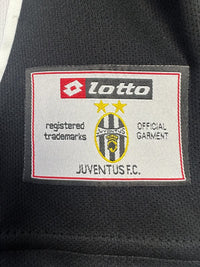 lotto
registered
trademarks
OFFICIAL
GARMENT
JUVENTUS F.C.